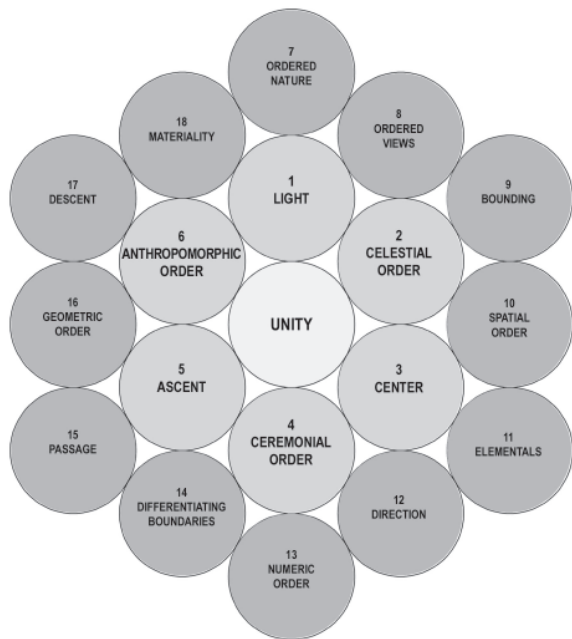 7
ORDERED
NATURE
18
MATERIALITY
8
ORDERED
VIEWS
17
DESCENT
1
LIGHT
9
BOUNDING
6
ANTHROPOMORPHIC
ORDER
2
CELESTIAL
ORDER
16
GEOMETRIC
ORDER
UNITY
10
SPATIAL
ORDER
5
ASCENT
3
CENTER
15
PASSAGE
4
CEREMONIAL
ORDER
11
ELEMENTALS
14
DIFFERENTIATING
BOUNDARIES
12
DIRECTION
13
NUMERIC
ORDER